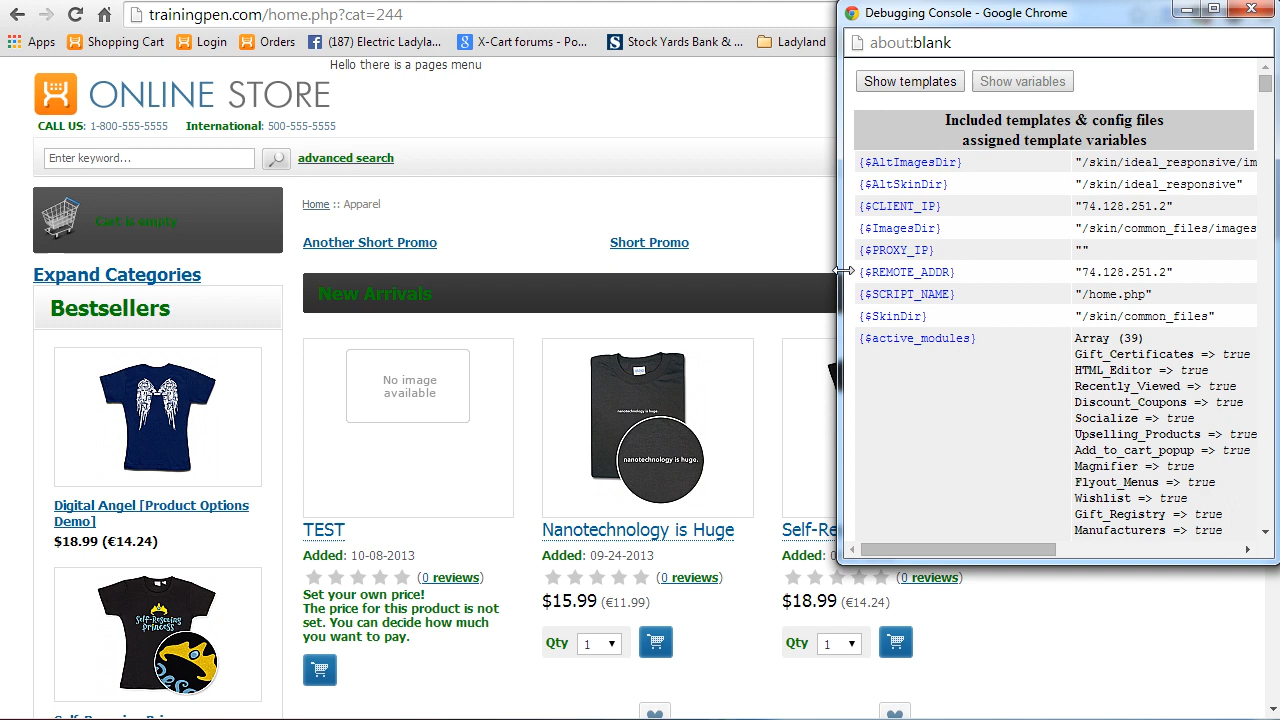 trainingpen.com/home.php?cat=244
Apps
Shopping Cart
Login
Orders
(187) Electric Ladyla...
X-Cart forums - Po...
Stock Yards Bank & ...
Ladyland
Hello there is a pages menu
ONLINE STORE
CALL US: 1-800-555-5555 International: 500-555-5555
Enter keyword...
advanced search
Cart is empty
Home :: Apparel
Another Short Promo
Short Promo
Expand Categories
Bestsellers
New Arrivals
Digital Angel [Product Options
Demo]
$18.99 (€14.24)
No image
available
TEST
Added: 10-08-2013
(0 reviews)
Set your own price!
The price for this product is not
set. You can decide how much
you want to pay.
nanotechnology is huge.
nanotechnology is huge.
Nanotechnology is Huge
Added: 09-24-2013
(0 reviews)
$15.99 (€11.99)
Qty 1
Self-Re
Added: 0
(0 reviews)
$18.99 (€14.24)
Qty 1
Self-Rescuing
Princess
Debugging Console - Google Chrome
about:blank
Show templates
Show variables
Included templates & config files
assigned template variables
{$AltImagesDir} "/skin/ideal_responsive/im
{$AltSkinDir} "/skin/ideal_responsive"
{$CLIENT_IP} "74.128.251.2"
{$ImagesDir} "/skin/common_files/images
{$PROXY_IP} ""
{$REMOTE_ADDR} "74.128.251.2"
{$SCRIPT_NAME} "/home.php"
{$SkinDir} "/skin/common_files"
{$active_modules} Array (39)
Gift_Certificates => true
HTML_Editor => true
Recently_Viewed => true
Discount_Coupons => true
Socialize => true
Upselling_Products => true
Add_to_cart_popup => true
Magnifier => true
Flyout_Menus => true
Wishlist => true
Gift_Registry => true
Manufacturers => true